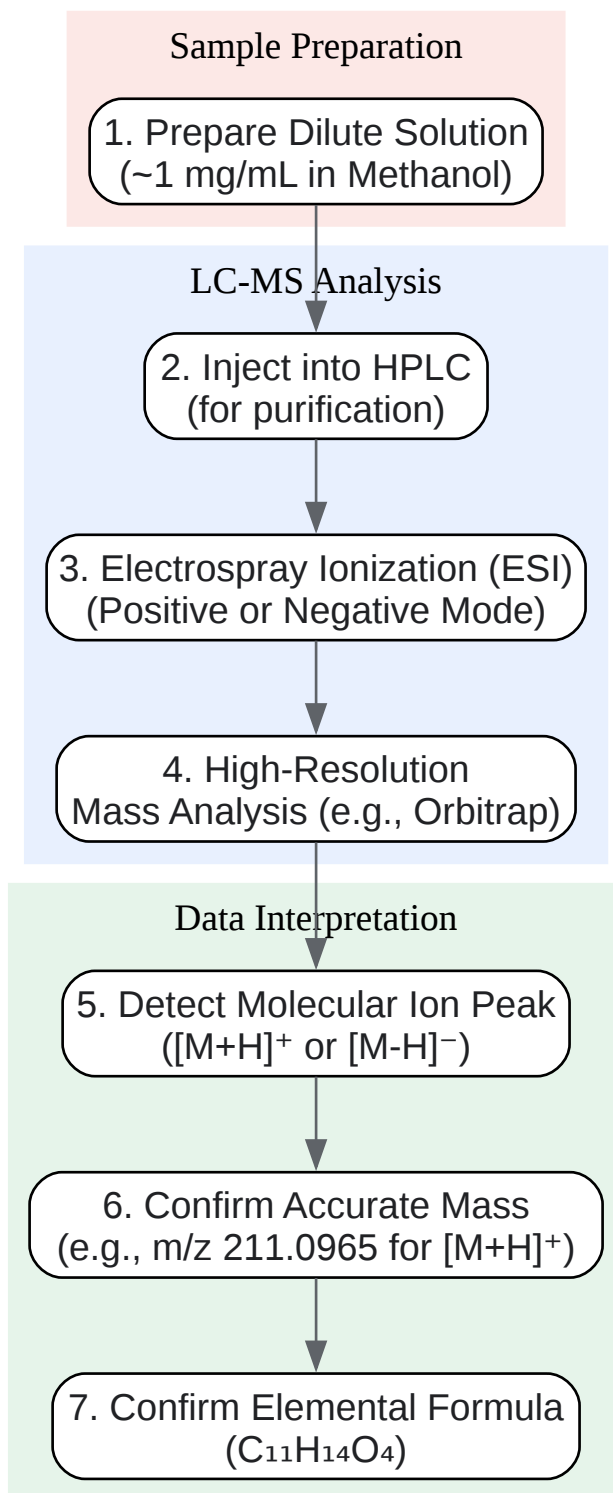 Sample Preparation
1. Prepare Dilute Solution
(~1 mg/mL in Methanol)
LC-MS Analysis
2. Inject into HPLC
(for purification)
3. Electrospray Ionization (ESI)
(Positive or Negative Mode)
4. High-Resolution
Mass Analysis (e.g., Orbitrap)
Data Interpretation
5. Detect Molecular Ion Peak
([M+H]⁺ or [M-H]⁻)
6. Confirm Accurate Mass
(e.g., m/z 211.0965 for [M+H]⁺)
7. Confirm Elemental Formula
(C₁₁H₁₄O₄)